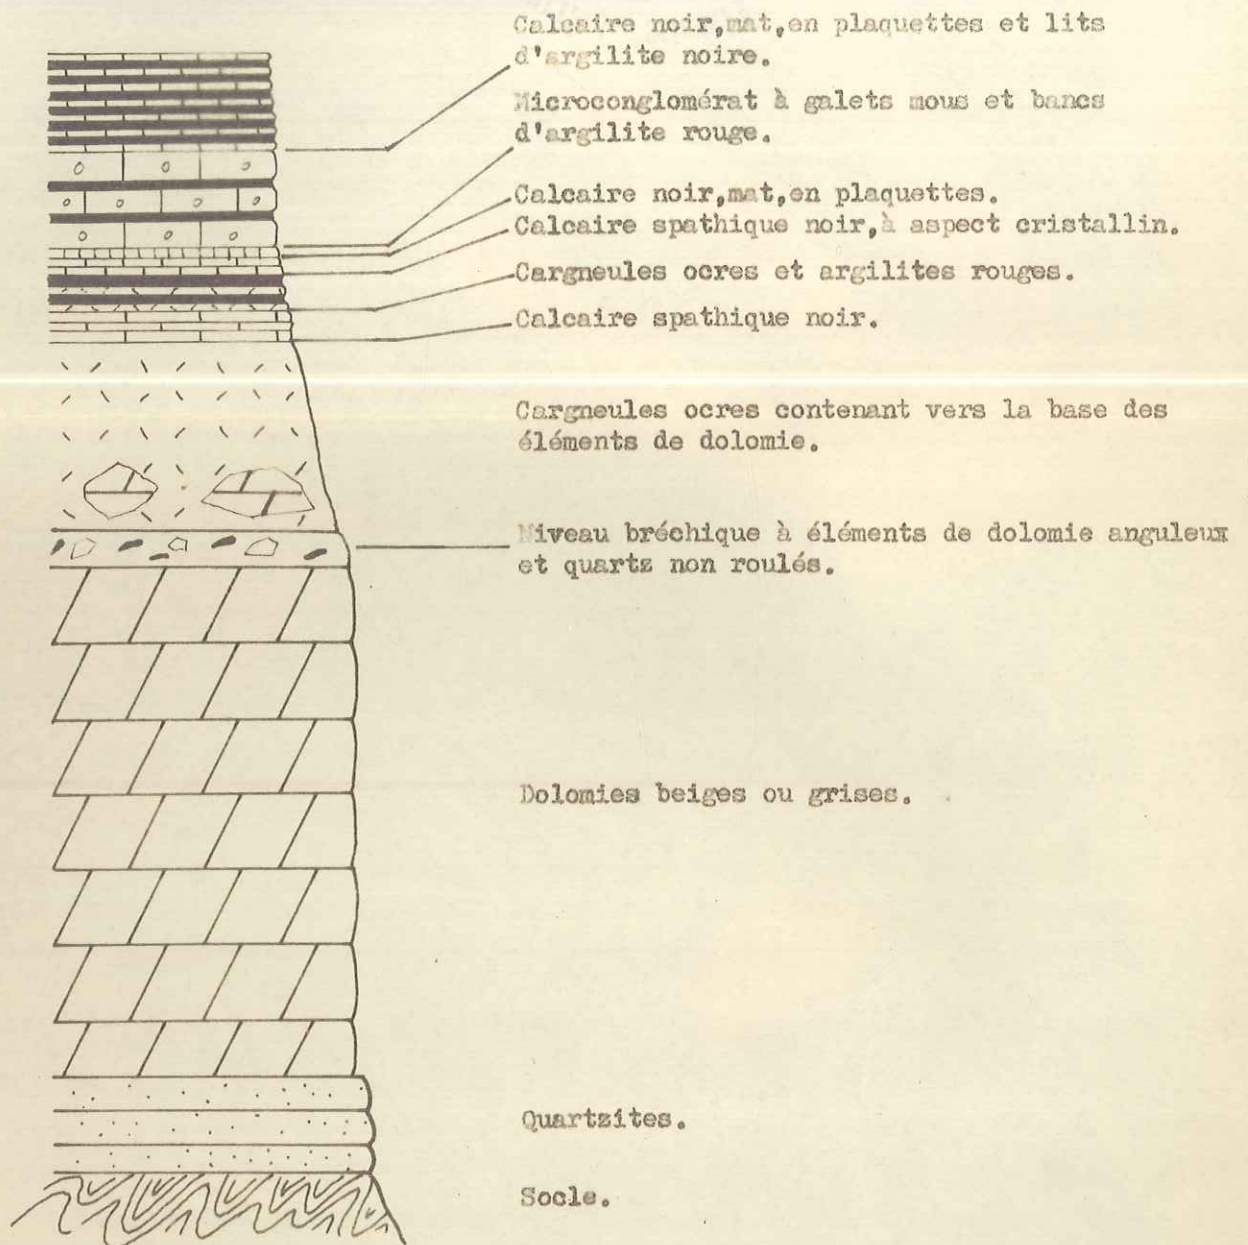 Calcaire noir,mat,en plaquettes et lits
d'argilite noire.
Microconglomérat à galets mous et bancs
d'argilite rouge.
Calcaire noir,mat,en plaquettes.
Calcaire spathique noir,à aspect cristallin.
Cargneules ocres et argilites rouges.
Calcaire spathique noir.
Cargneules ocres contenant vers la base des
éléments de dolomie.
Niveau bréchique à éléments de dolomie anguleux
et quartz non roulés.
Dolomies beiges ou grises.
Quartzites.
Socle.